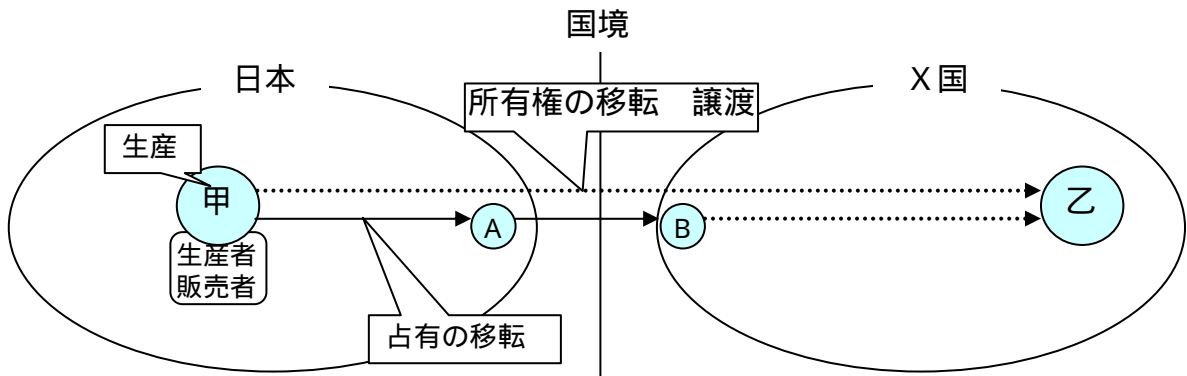 国境
日本
X国
所有権の移転　譲渡
生産
甲
乙
A
B
生産者
販売者
占有の移転